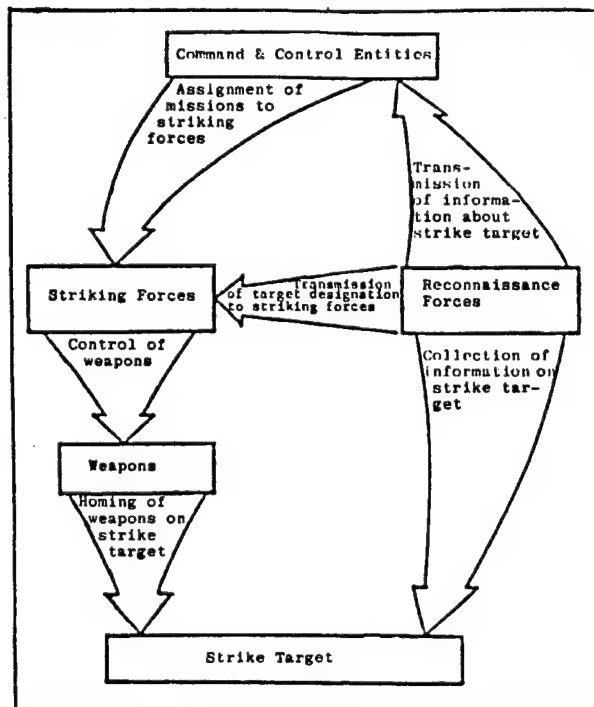 Command & Control Entities
Assignment of
missions to
striking
forces
Trans-
mission
of informa-
tion about
strike target
Striking Forces
Transmission
of target designation
to striking forces
Reconnaissance
Forces
Control of
weapons
Collection of
information on
strike tar-
get
Weapons
Homing of
weapons on
strike
target
Strike Target